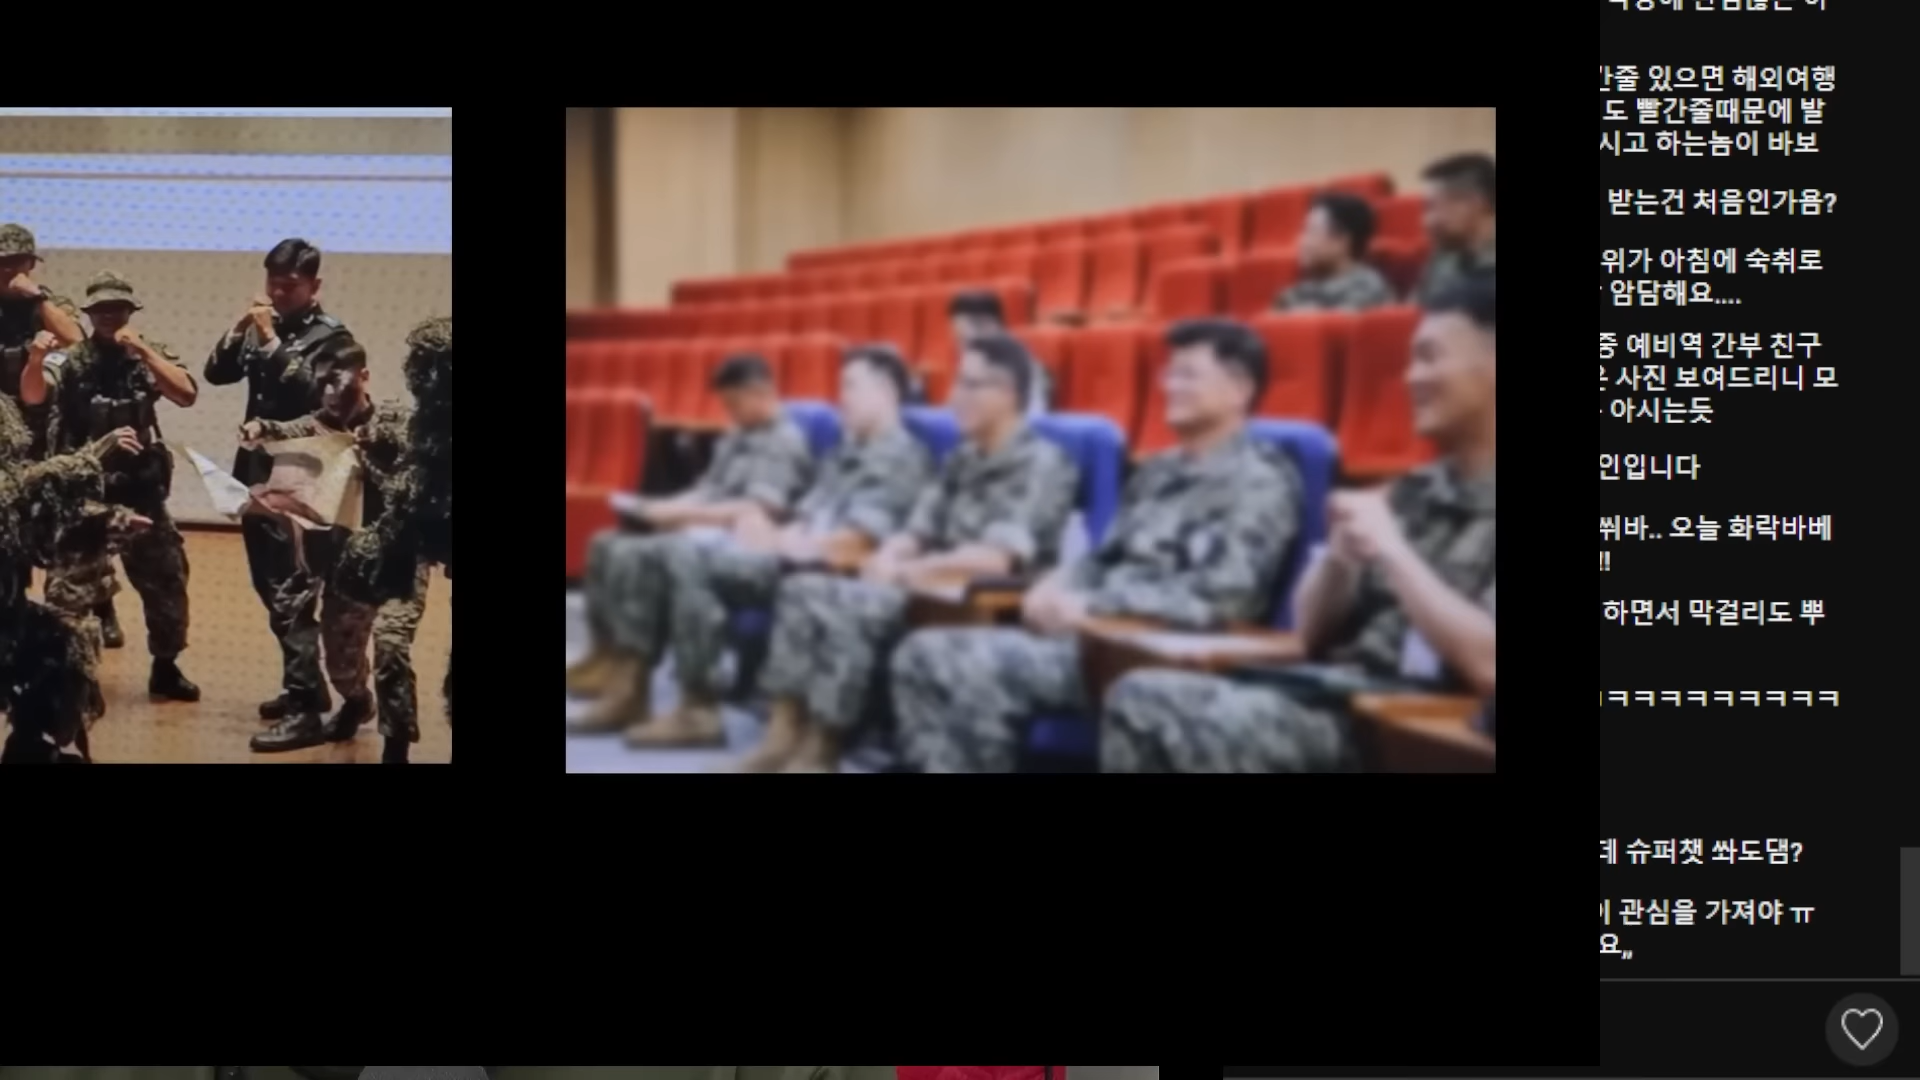 있으면 해외여행
도 빨간줄때문에 발
시고 하는놈이 바보
받는건 처음인가욤?
위가 아침에 숙취로
암담해요....
중 예비역 간부 친구
사진 보여드리니 모
아시는듯
인입니다
쒸바.. 오늘 화락바베
!!
하면서 막걸리도 뿌
ㅋㅋㅋㅋㅋㅋㅋㅋㅋ
데 슈퍼챗 쏴도댐?
관심을 가져야 ㅠ
요,,